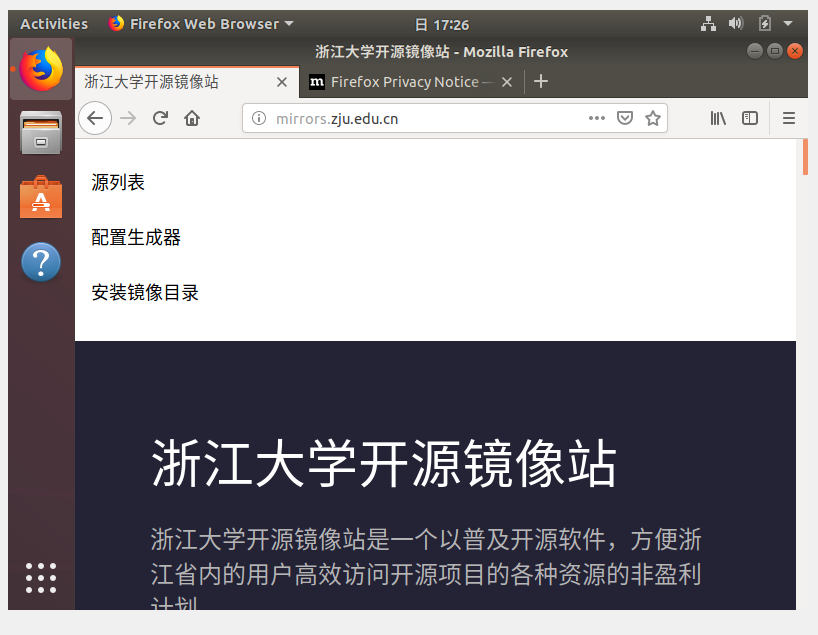 Activities Firefox Web Browser 日 17:26
浙江大学开源镜像站 - Mozilla Firefox
浙江大学开源镜像站 m Firefox Privacy Notice —
mirrors.zju.edu.cn
源列表
配置生成器
安装镜像目录
浙江大学开源镜像站
浙江大学开源镜像站是一个以普及开源软件，方便浙
江省内的用户高效访问开源项目的各种资源的非盈利
计划